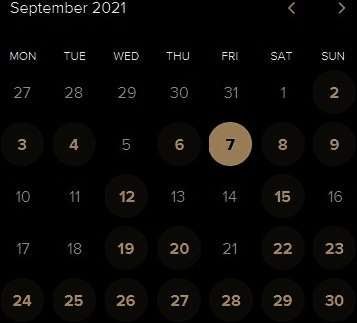 September 2021 < >
MON TUE WED THU FRI SAT SUN
27 28 29 30 31 1 2
3 4 5 6 7 8 9
10 11 12 13 14 15 16
17 18 19 20 21 22 23
24 25 26 27 28 29 30